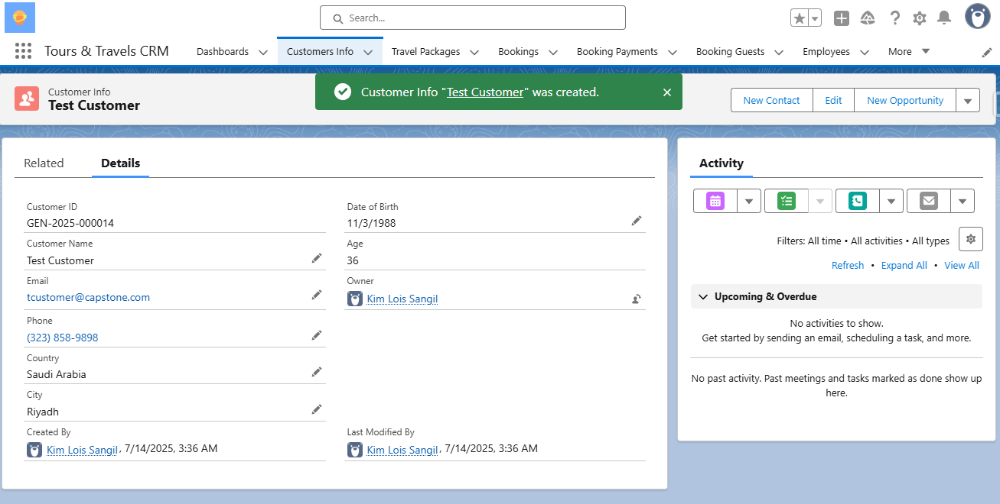 Search...
Tours & Travels CRM
Dashboards
Customers Info
Travel Packages
Bookings
Booking Payments
Booking Guests
Employees
More
Customer Info
Test Customer
Customer Info "Test Customer" was created.
New Contact
Edit
New Opportunity
Related
Details
Customer ID
GEN-2025-000014
Customer Name
Test Customer
Email
tcustomer@capstone.com
Phone
(323) 858-9898
Country
Saudi Arabia
City
Riyadh
Created By
Kim Lois Sangil, 7/14/2025, 3:36 AM
Date of Birth
11/3/1988
Age
36
Owner
Kim Lois Sangil
Last Modified By
Kim Lois Sangil, 7/14/2025, 3:36 AM
Activity
Filters: All time • All activities • All types
Refresh • Expand All • View All
Upcoming & Overdue
No activities to show.
Get started by sending an email, scheduling a task, and more.
No past activity. Past meetings and tasks marked as done show up
here.